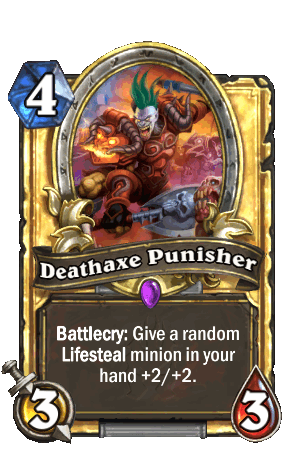 4
Deathaxe Punisher
Battlecry: Give a random
Lifesteal minion in your
hand +2/+2.
3
3